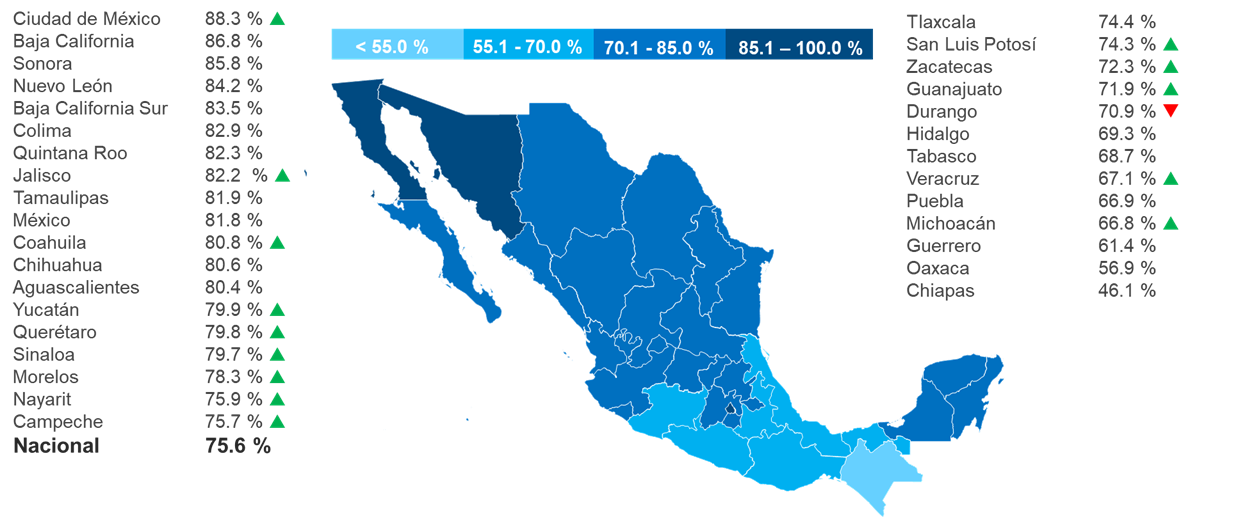 Ciudad de México 88.3 %
Baja California 86.8 %
Sonora 85.8 %
Nuevo León 84.2 %
Baja California Sur 83.5 %
Colima 82.9 %
Quintana Roo 82.3 %
Jalisco 82.2 %
Tamaulipas 81.9 %
México 81.8 %
Coahuila 80.8 %
Chihuahua 80.6 %
Aguascalientes 80.4 %
Yucatán 79.9 %
Querétaro 79.8 %
Sinaloa 79.7 %
Morelos 78.3 %
Nayarit 75.9 %
Campeche 75.7 %
Nacional 75.6 %
< 55.0 % 55.1 - 70.0 % 70.1 - 85.0 % 85.1 – 100.0 %
Tlaxcala 74.4 %
San Luis Potosí 74.3 %
Zacatecas 72.3 %
Guanajuato 71.9 %
Durango 70.9 %
Hidalgo 69.3 %
Tabasco 68.7 %
Veracruz 67.1 %
Puebla 66.9 %
Michoacán 66.8 %
Guerrero 61.4 %
Oaxaca 56.9 %
Chiapas 46.1 %